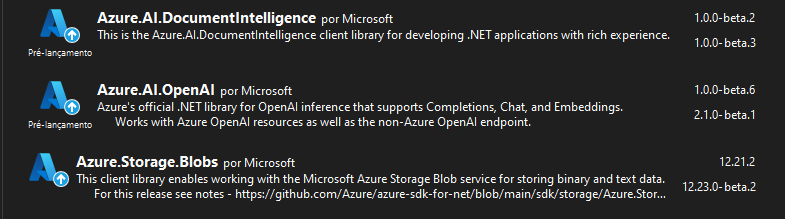 Azure.AI.DocumentIntelligence por Microsoft 1.0.0-beta.2
This is the Azure.AI.DocumentIntelligence client library for developing .NET applications with rich experience.
1.0.0-beta.3
Pré-lançamento
Azure.AI.OpenAI por Microsoft 1.0.0-beta.6
Azure's official .NET library for OpenAI inference that supports Completions, Chat, and Embeddings.
2.1.0-beta.1
Works with Azure OpenAI resources as well as the non-Azure OpenAI endpoint.
Pré-lançamento
Azure.Storage.Blobs por Microsoft 12.21.2
This client library enables working with the Microsoft Azure Storage Blob service for storing binary and text data.
12.23.0-beta.2
For this release see notes - https://github.com/Azure/azure-sdk-for-net/blob/main/sdk/storage/Azure.Stor...